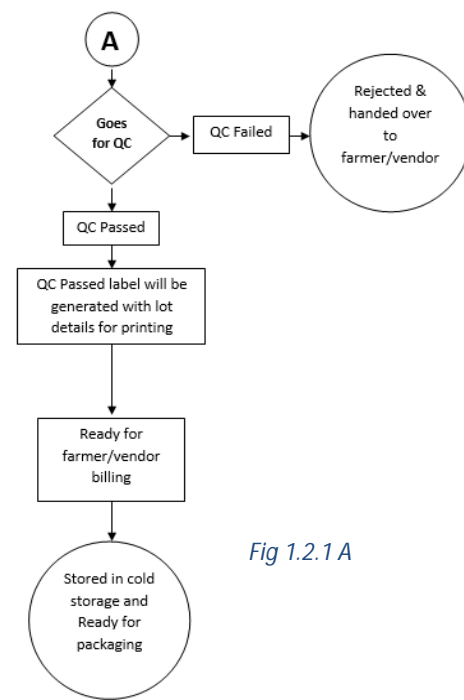 A
Goes
for QC
QC Failed
Rejected &
handed over
to
farmer/vendor
QC Passed
QC Passed label will be
generated with lot
details for printing
Ready for
farmer/vendor
billing
Fig 1.2.1 A
Stored in cold
storage and
Ready for
packaging